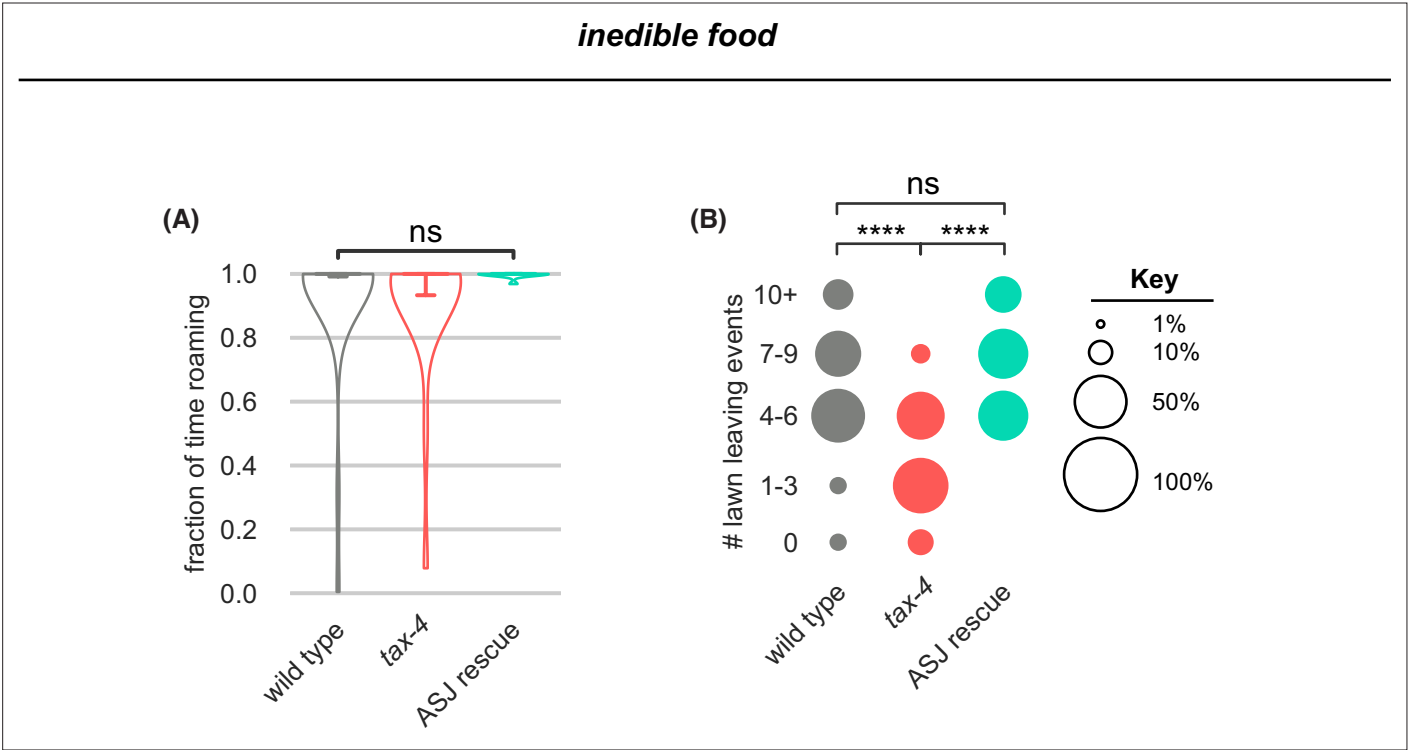 inedible food
(A)
ns
fraction of time roaming
1.0
0.8
0.6
0.4
0.2
0.0
wild type
tax-4
ASJ rescue
(B)
ns
**** ****
# lawn leaving events
10+
7-9
4-6
1-3
0
wild type
tax-4
ASJ rescue
Key
1%
10%
50%
100%